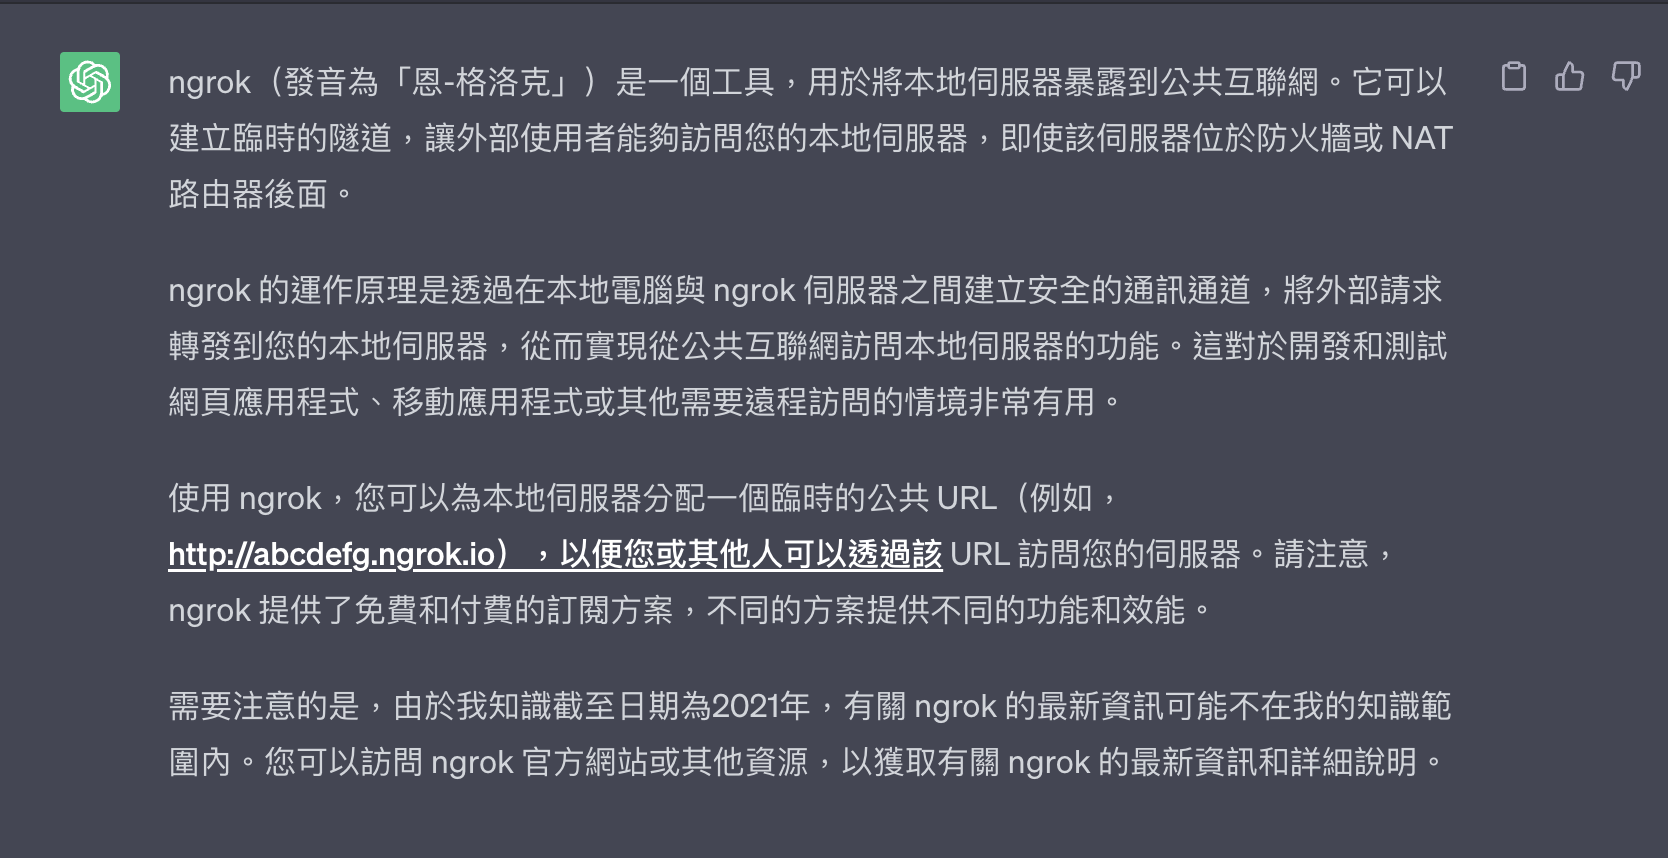 ngrok（發音為「恩-格洛克」）是一個工具，用於將本地伺服器暴露到公共互聯網。它可以
建立臨時的隧道，讓外部使用者能夠訪問您的本地伺服器，即使該伺服器位於防火牆或 NAT
路由器後面。
ngrok 的運作原理是透過在本地電腦與 ngrok 伺服器之間建立安全的通訊通道，將外部請求
轉發到您的本地伺服器，從而實現從公共互聯網訪問本地伺服器的功能。這對於開發和測試
網頁應用程式、移動應用程式或其他需要遠程訪問的情境非常有用。
使用 ngrok，您可以為本地伺服器分配一個臨時的公共 URL（例如，
http://abcdefg.ngrok.io），以便您或其他人可以透過該 URL 訪問您的伺服器。請注意，
ngrok 提供了免費和付費的訂閱方案，不同的方案提供不同的功能和效能。
需要注意的是，由於我知識截至日期為2021年，有關 ngrok 的最新資訊可能不在我的知識範
圍內。您可以訪問 ngrok 官方網站或其他資源，以獲取有關 ngrok 的最新資訊和詳細說明。